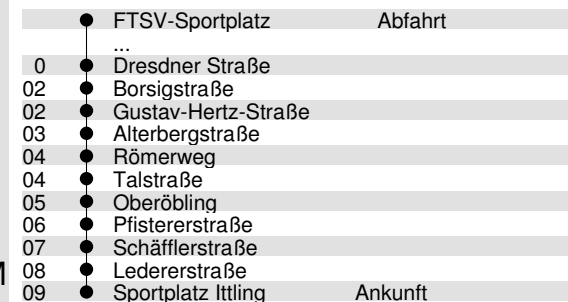 FTSV-Sportplatz Abfahrt
...
0 Dresdner Straße
02 Borsigstraße
02 Gustav-Hertz-Straße
03 Alterbergstraße
04 Römerweg
04 Talstraße
05 Oberöbling
06 Pfistererstraße
07 Schäfflerstraße
08 Ledererstraße
09 Sportplatz Ittling Ankunft